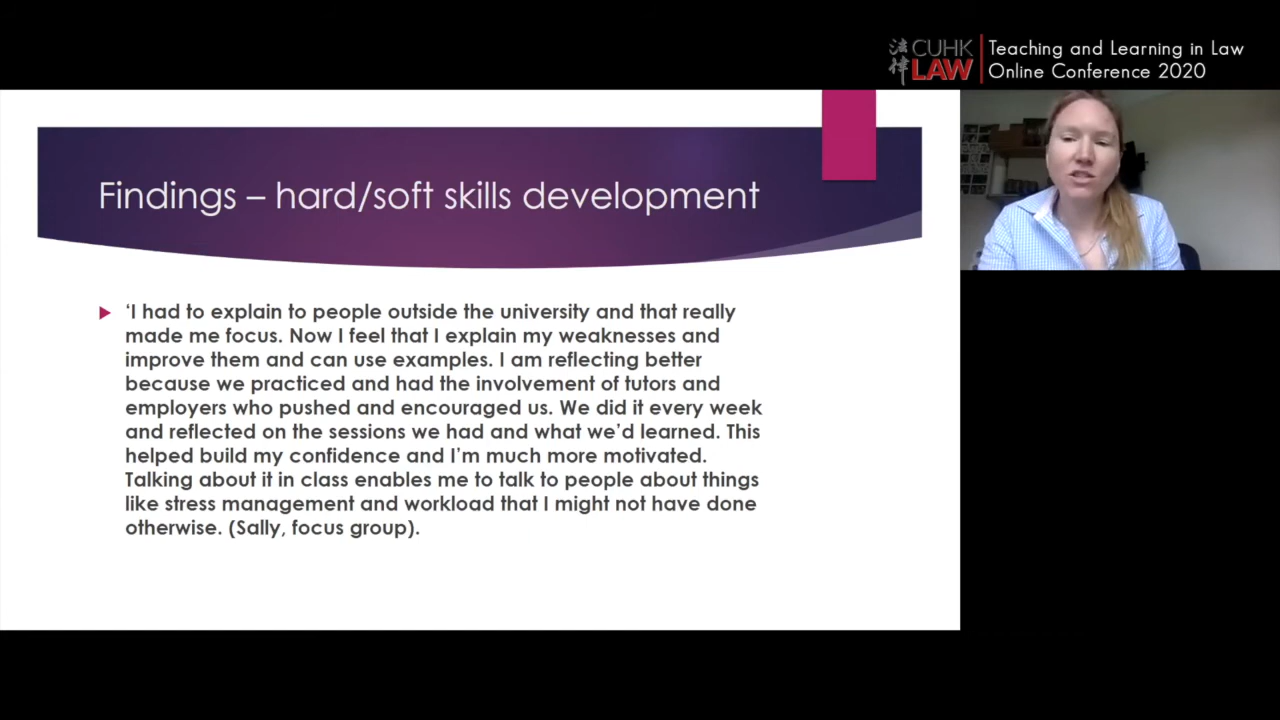 法律 CUHK LAW
Teaching and Learning in Law
Online Conference 2020
Findings – hard/soft skills development
‘I had to explain to people outside the university and that really
made me focus. Now I feel that I explain my weaknesses and
improve them and can use examples. I am reflecting better
because we practiced and had the involvement of tutors and
employers who pushed and encouraged us. We did it every week
and reflected on the sessions we had and what we’d learned. This
helped build my confidence and I’m much more motivated.
Talking about it in class enables me to talk to people about things
like stress management and workload that I might not have done
otherwise. (Sally, focus group).